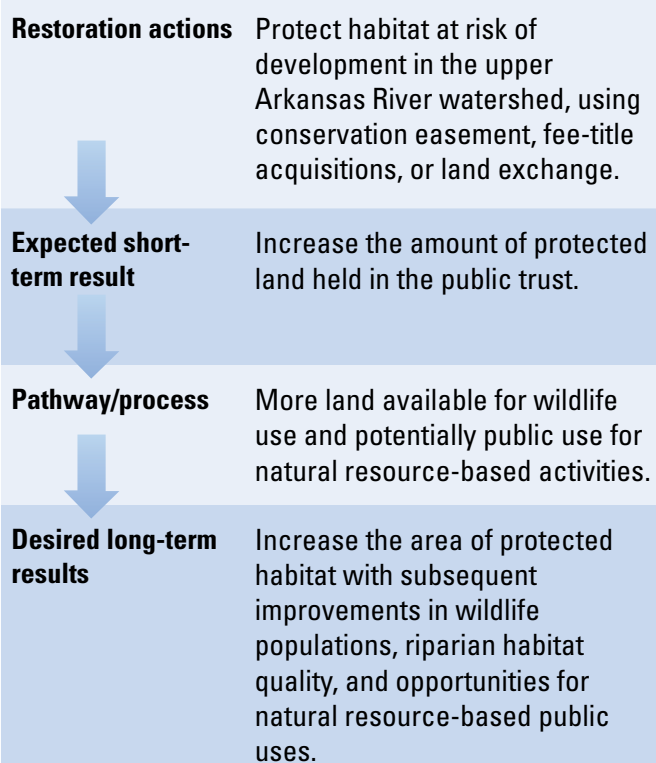 Restoration actions Protect habitat at risk of
development in the upper
Arkansas River watershed, using
conservation easement, fee-title
acquisitions, or land exchange.
Expected short- Increase the amount of protected
term result land held in the public trust.
Pathway/process More land available for wildlife
use and potentially public use for
natural resource-based activities.
Desired long-term Increase the area of protected
results habitat with subsequent
improvements in wildlife
populations, riparian habitat
quality, and opportunities for
natural resource-based public
uses.